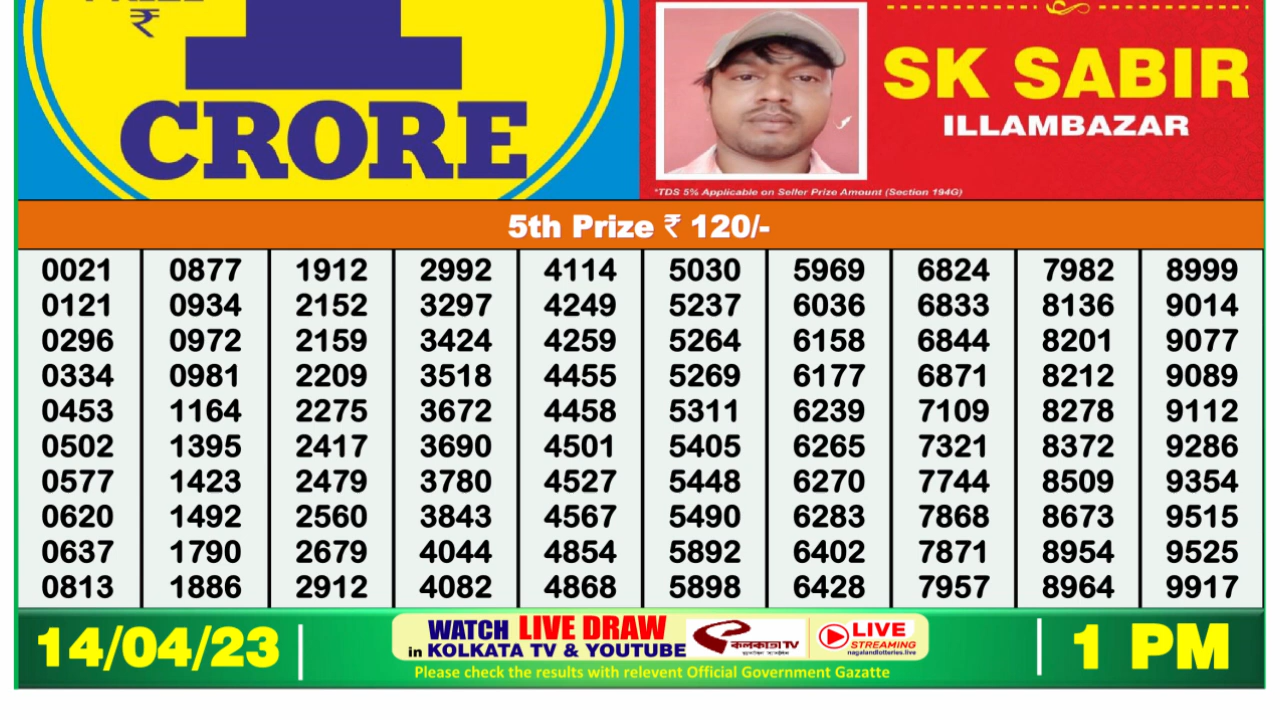 ₹
1
CRORE
SK SABIR
ILLAMBAZAR
*TDS 5% Applicable on Seller Prize Amount (Section 194G)
5th Prize ₹ 120/-
0021 0877 1912 2992 4114 5030 5969 6824 7982 8999
0121 0934 2152 3297 4249 5237 6036 6833 8136 9014
0296 0972 2159 3424 4259 5264 6158 6844 8201 9077
0334 0981 2209 3518 4455 5269 6177 6871 8212 9089
0453 1164 2275 3672 4458 5311 6239 7109 8278 9112
0502 1395 2417 3690 4501 5405 6265 7321 8372 9286
0577 1423 2479 3780 4527 5448 6270 7744 8509 9354
0620 1492 2560 3843 4567 5490 6283 7868 8673 9515
0637 1790 2679 4044 4854 5892 6402 7871 8954 9525
0813 1886 2912 4082 4868 5898 6428 7957 8964 9917
14/04/23
WATCH LIVE DRAW
in KOLKATA TV & YOUTUBE
কলকাতা TV
LIVE
STREAMING
nagalandlotteries.live
Please check the results with relevent Official Government Gazatte
1 PM